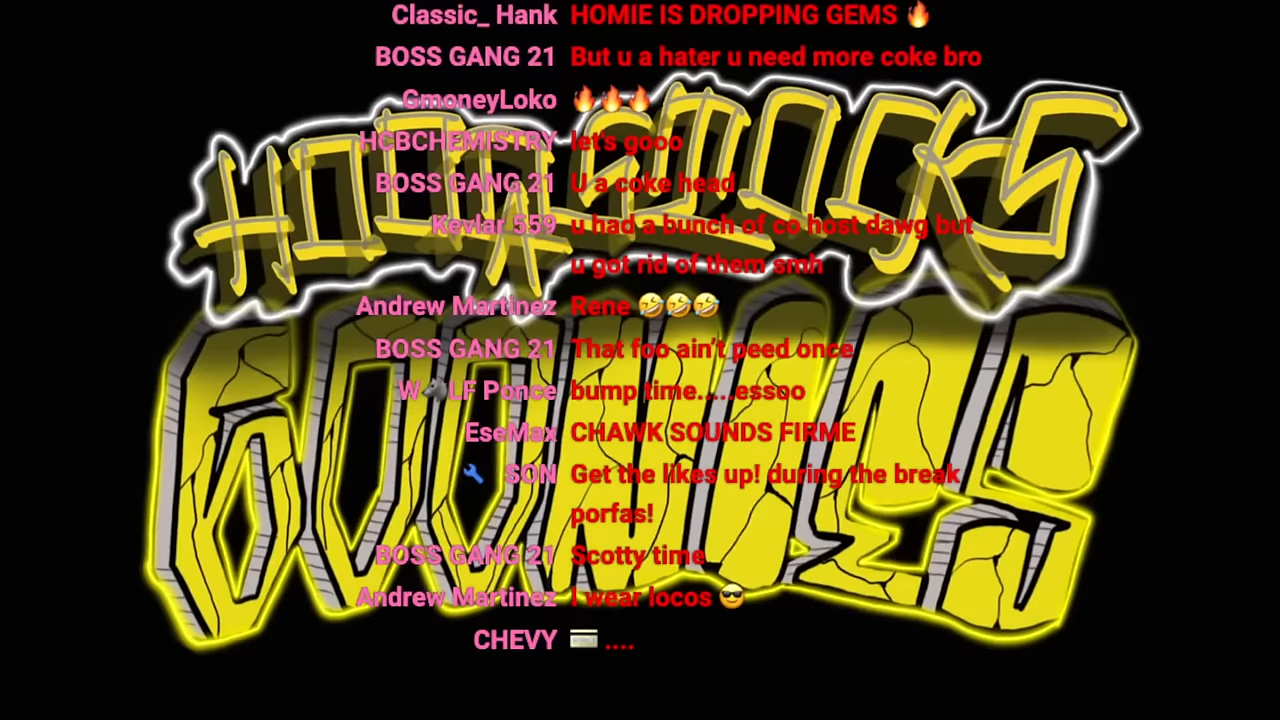 Classic_ Hank HOMIE IS DROPPING GEMS 🔥
BOSS GANG 21 But u a hater u need more coke bro
GmoneyLoko 🔥🔥🔥
HCBCHEMISTRY let's gooo
BOSS GANG 21 U a coke head
Kevlar 559 u had a bunch of co host dawg but
u got rid of them smh
Andrew Martinez Rene 🤣🤣🤣
BOSS GANG 21 That foo ain't peed once
W🐺LF Ponce bump time.....essoo
EseMax CHAWK SOUNDS FIRME
🔧 SON Get the likes up! during the break
porfas!
BOSS GANG 21 Scotty time
Andrew Martinez I wear locos 😎
CHEVY 💳 ....
GOONIES